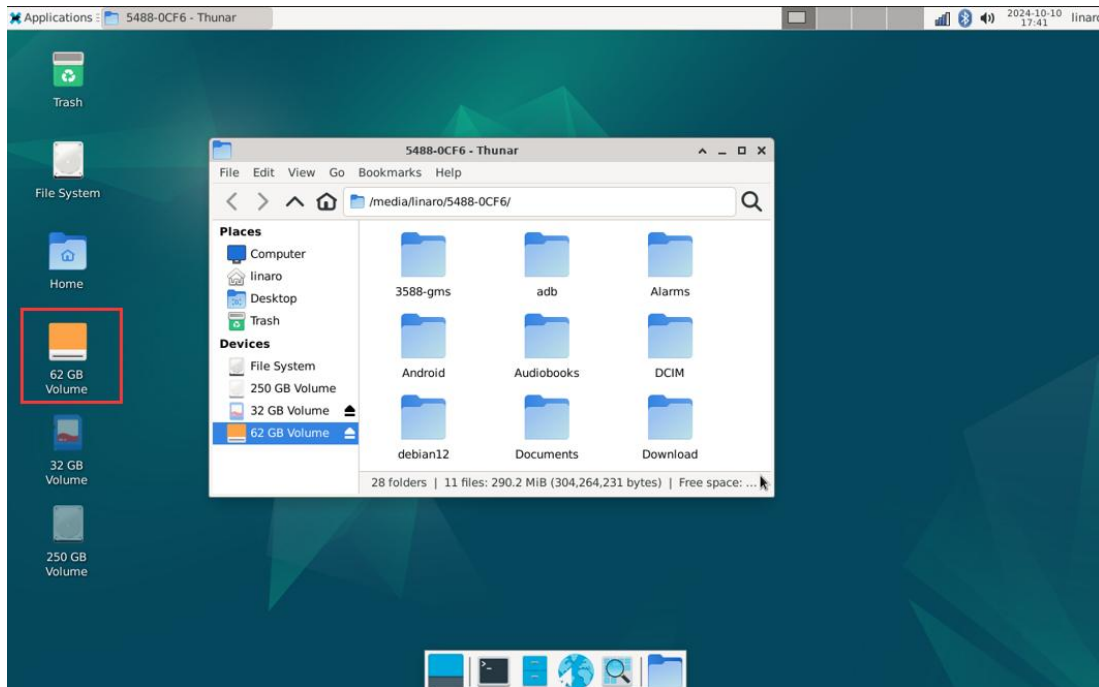 Applications
5488-0CF6 - Thunar
2024-10-10
17:41
linaro
Trash
File System
Home
62 GB
Volume
32 GB
Volume
250 GB
Volume
5488-0CF6 - Thunar
File Edit View Go Bookmarks Help
/media/linaro/5488-0CF6/
Places
Computer
linaro
Desktop
Trash
Devices
File System
250 GB Volume
32 GB Volume
62 GB Volume
3588-gms adb Alarms
Android Audiobooks DCIM
debian12 Documents Download
28 folders | 11 files: 290.2 MiB (304,264,231 bytes) | Free space: ...